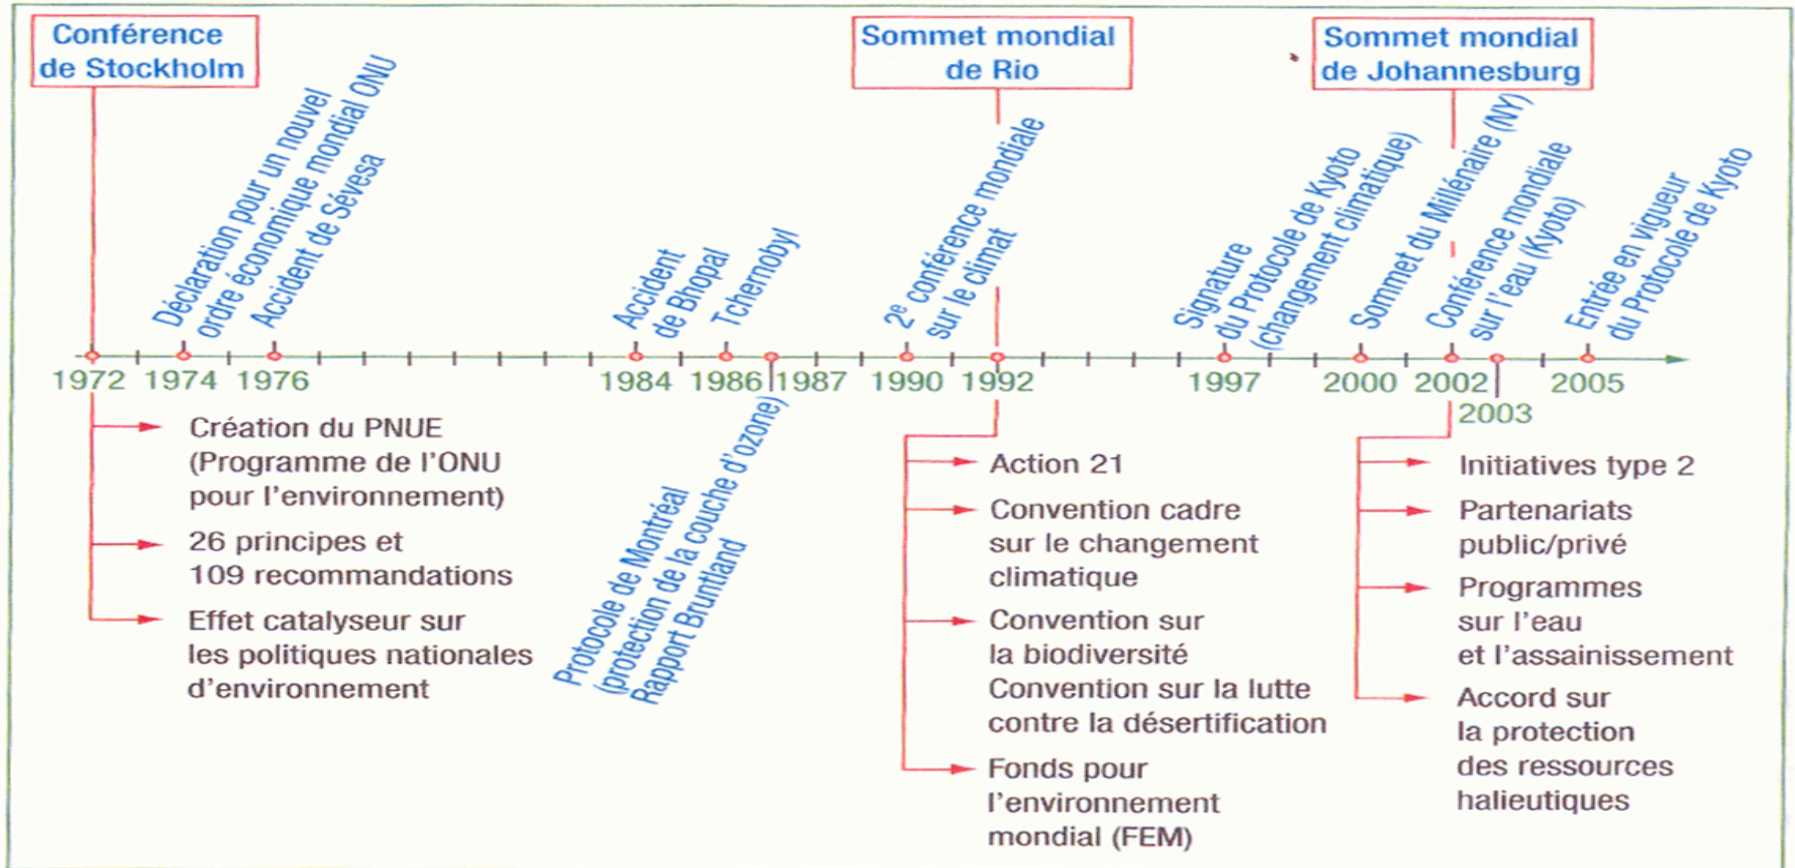 Conférence
de Stockholm
Sommet mondial
de Rio
Sommet mondial
de Johannesburg
Déclaration pour un nouvel
ordre économique mondial ONU
Accident de Sévesa
Accident
de Bhopal
Tchernobyl
2e conférence mondiale
sur le climat
Signature
du Protocole de Kyoto
(changement climatique)
Sommet du Millénaire (NY)
Conférence mondiale
sur l'eau (Kyoto)
Entrée en vigueur
du Protocole de Kyoto
1972 1974 1976 1984 1986 1987 1990 1992 1997 2000 2002 2005
2003
Création du PNUE
(Programme de l'ONU
pour l'environnement)
26 principes et
109 recommandations
Effet catalyseur sur
les politiques nationales
d'environnement
Protocole de Montréal
(protection de la couche d'ozone)
Rapport Bruntland
Action 21
Convention cadre
sur le changement
climatique
Convention sur
la biodiversité
Convention sur la lutte
contre la désertification
Fonds pour
l'environnement
mondial (FEM)
Initiatives type 2
Partenariats
public/privé
Programmes
sur l'eau
et l'assainissement
Accord sur
la protection
des ressources
halieutiques